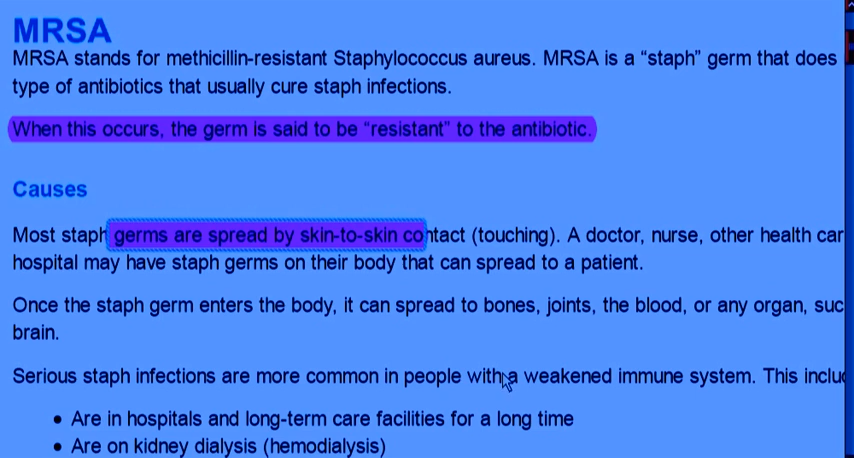 MRSA
MRSA stands for methicillin-resistant Staphylococcus aureus. MRSA is a “staph” germ that does
type of antibiotics that usually cure staph infections.
When this occurs, the germ is said to be “resistant” to the antibiotic.
Causes
Most staph germs are spread by skin-to-skin contact (touching). A doctor, nurse, other health car
hospital may have staph germs on their body that can spread to a patient.
Once the staph germ enters the body, it can spread to bones, joints, the blood, or any organ, suc
brain.
Serious staph infections are more common in people with a weakened immune system. This inclu
• Are in hospitals and long-term care facilities for a long time
• Are on kidney dialysis (hemodialysis)